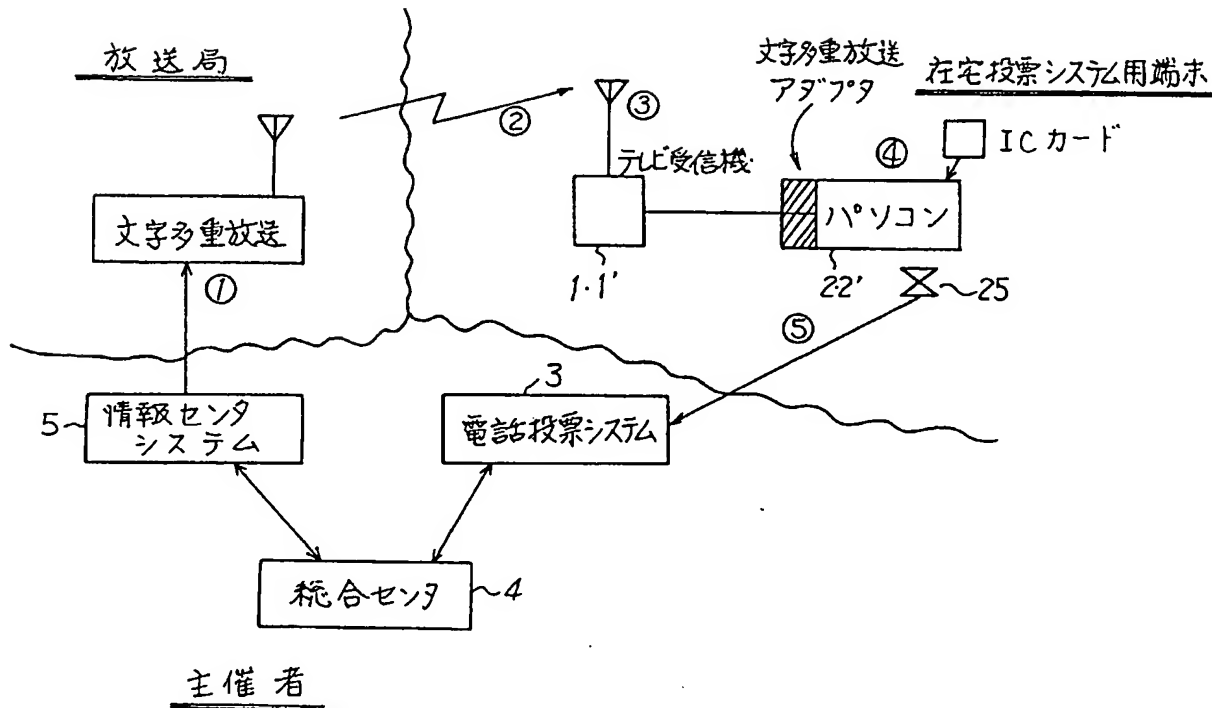 放送局
文字多重放送
①
②
③
テレビ受信機
1・1'
文字多重放送
アダプタ
在宅投票システム用端末
④
ICカード
パソコン
2・2'
25
⑤
5
情報センタ
システム
3
電話投票システム
総合センタ
4
主催者